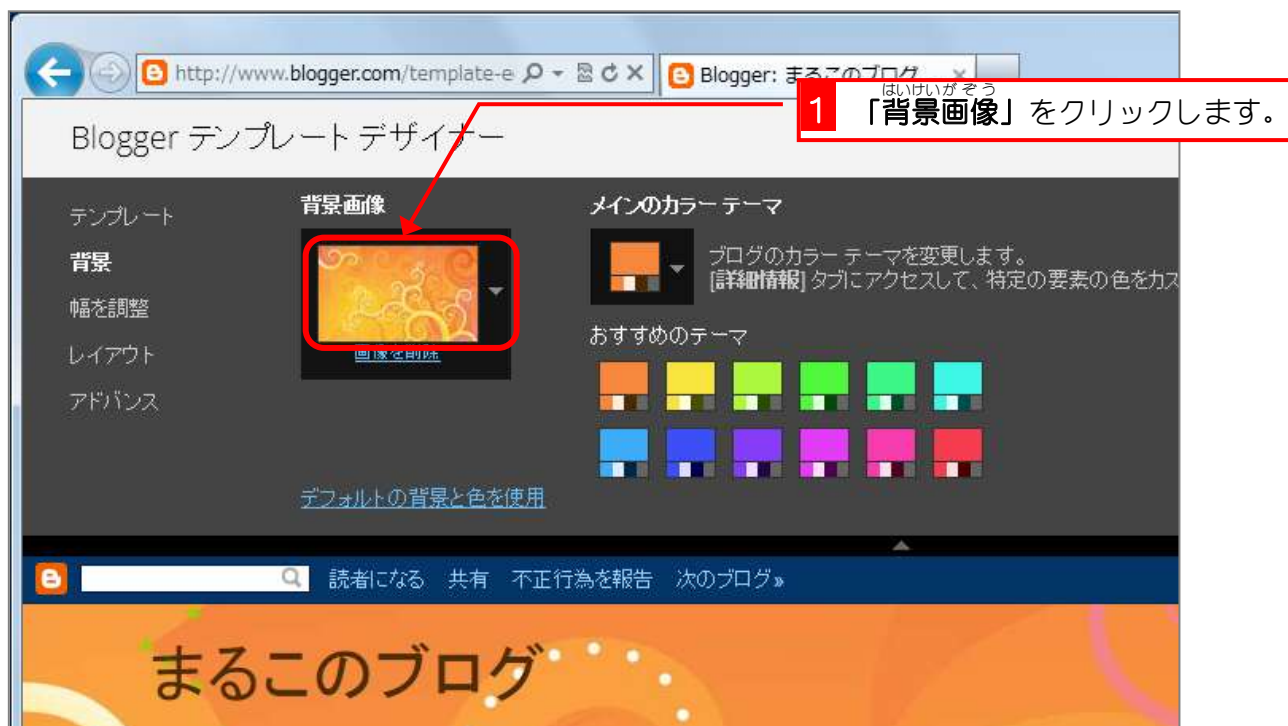 http://www.blogger.com/template-e
Blogger: まるこのブログ
はいけいがぞう
1 「背景画像」をクリックします。
Blogger テンプレート デザイナー
テンプレート
背景
幅を調整
レイアウト
アドバンス
背景画像
画像を削除
デフォルトの背景と色を使用
メインのカラー テーマ
ブログのカラー テーマを変更します。
[詳細情報] タブにアクセスして、特定の要素の色をカス
おすすめのテーマ
読者になる 共有 不正行為を報告 次のブログ»
まるこのブログ